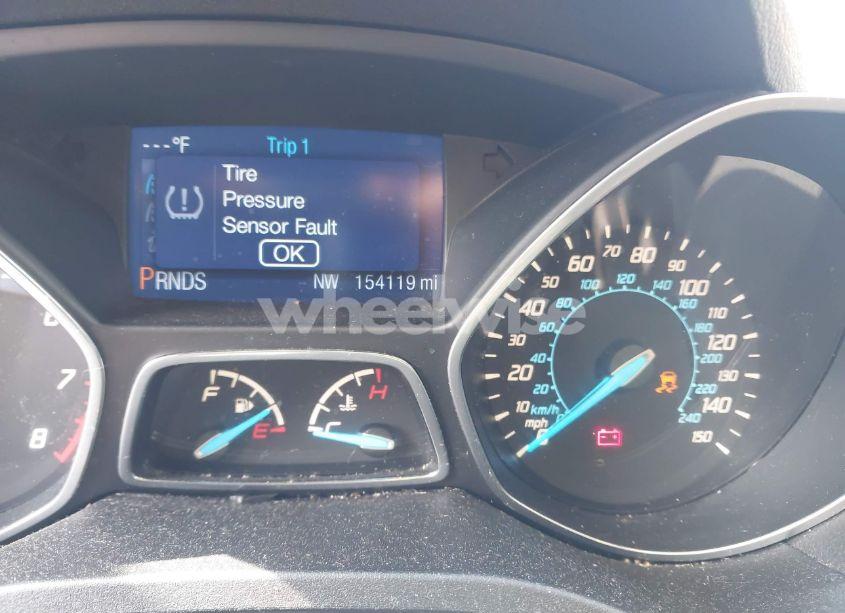 ---°F Trip 1
Tire
Pressure
Sensor Fault
OK
PRNDS NW 154119 mi
wheelwise
F E
C H
7
8
0 10 20 30 40 50 60 70 80 90 100 110 120 130 140 150
20 40 60 80 100 120 140 160 180 200 220 240
km/h
mph